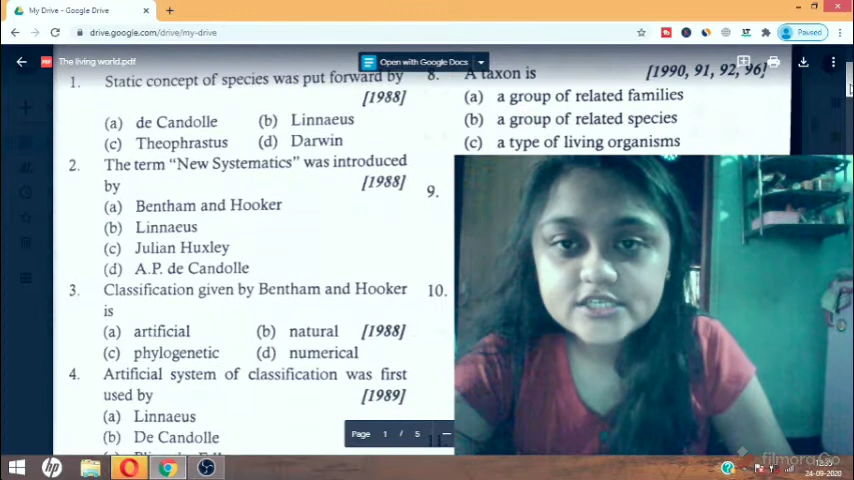 My Drive - Google Drive
drive.google.com/drive/my-drive
Paused
PDF
The living world.pdf
Open with Google Docs
1. Static concept of species was put forward by
[1988]
(a) de Candolle (b) Linnaeus
(c) Theophrastus (d) Darwin
2. The term “New Systematics” was introduced
by [1988]
(a) Bentham and Hooker
(b) Linnaeus
(c) Julian Huxley
(d) A.P. de Candolle
3. Classification given by Bentham and Hooker
is
(a) artificial (b) natural [1988]
(c) phylogenetic (d) numerical
4. Artificial system of classification was first
used by [1989]
(a) Linnaeus
(b) De Candolle
8. A taxon is [1990, 91, 92, 96]
(a) a group of related families
(b) a group of related species
(c) a type of living organisms
9.
10.
Page 1 / 5
filmora Go
hp
12:35
24-09-2020